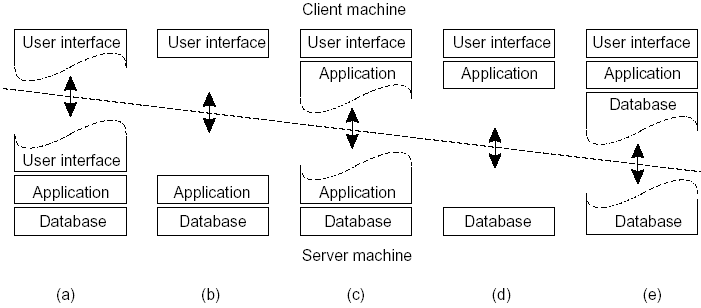 Client machine
User interface User interface User interface User interface User interface
Application Application Application
Database
User interface
Application Application Application
Database Database Database Database Database
Server machine
(a) (b) (c) (d) (e)